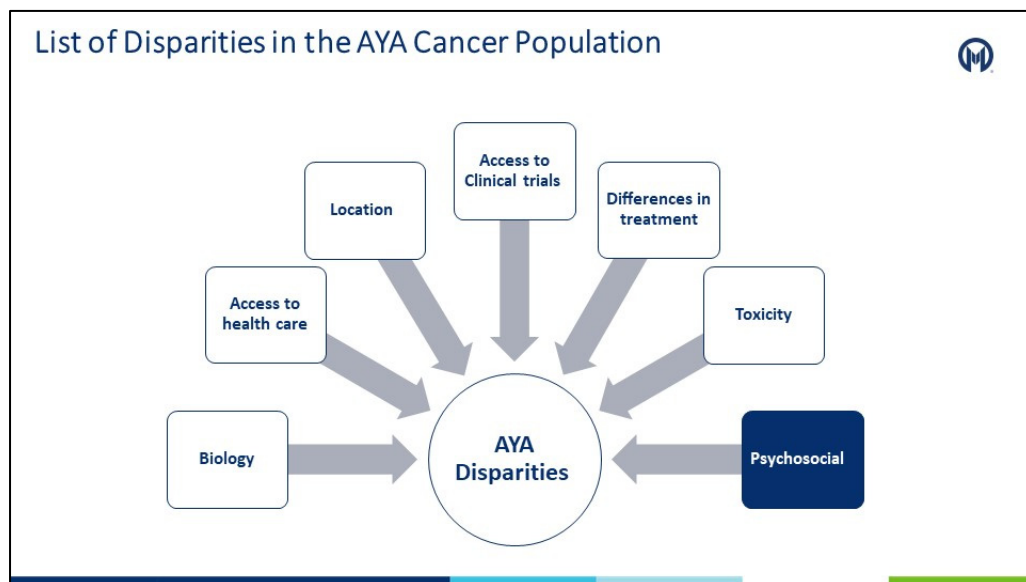 List of Disparities in the AYA Cancer Population
Access to
Clinical trials
Location
Differences in
treatment
Access to
health care
Toxicity
Biology
AYA
Disparities
Psychosocial